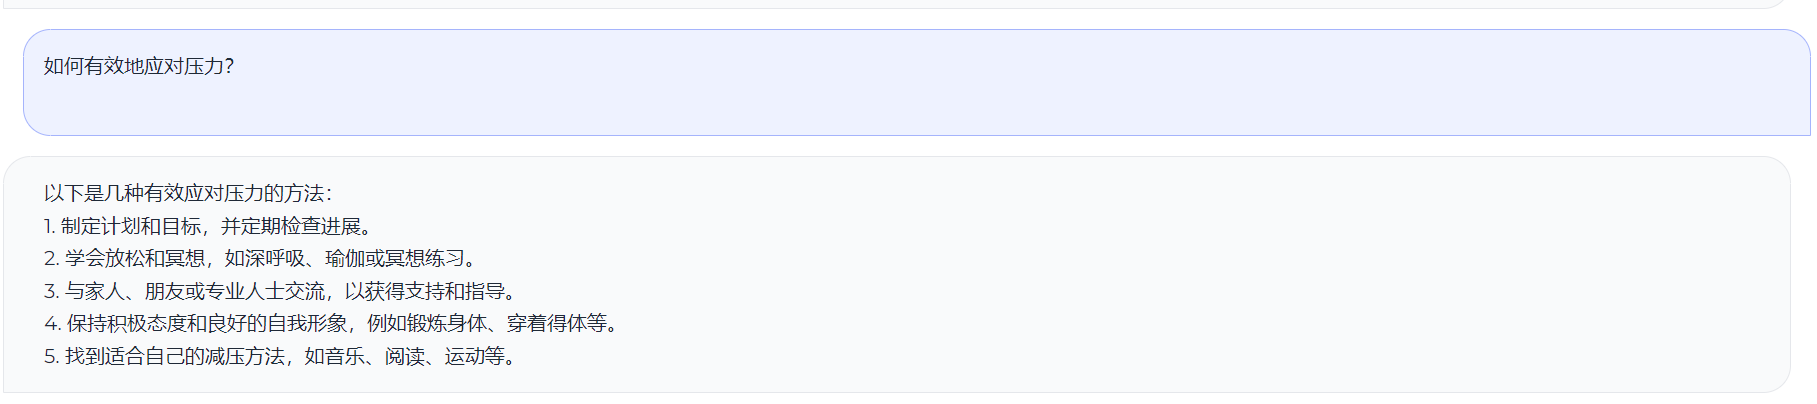 如何有效地应对压力？
以下是几种有效应对压力的方法：
1. 制定计划和目标，并定期检查进展。
2. 学会放松和冥想，如深呼吸、瑜伽或冥想练习。
3. 与家人、朋友或专业人士交流，以获得支持和指导。
4. 保持积极态度和良好的自我形象，例如锻炼身体、穿着得体等。
5. 找到适合自己的减压方法，如音乐、阅读、运动等。